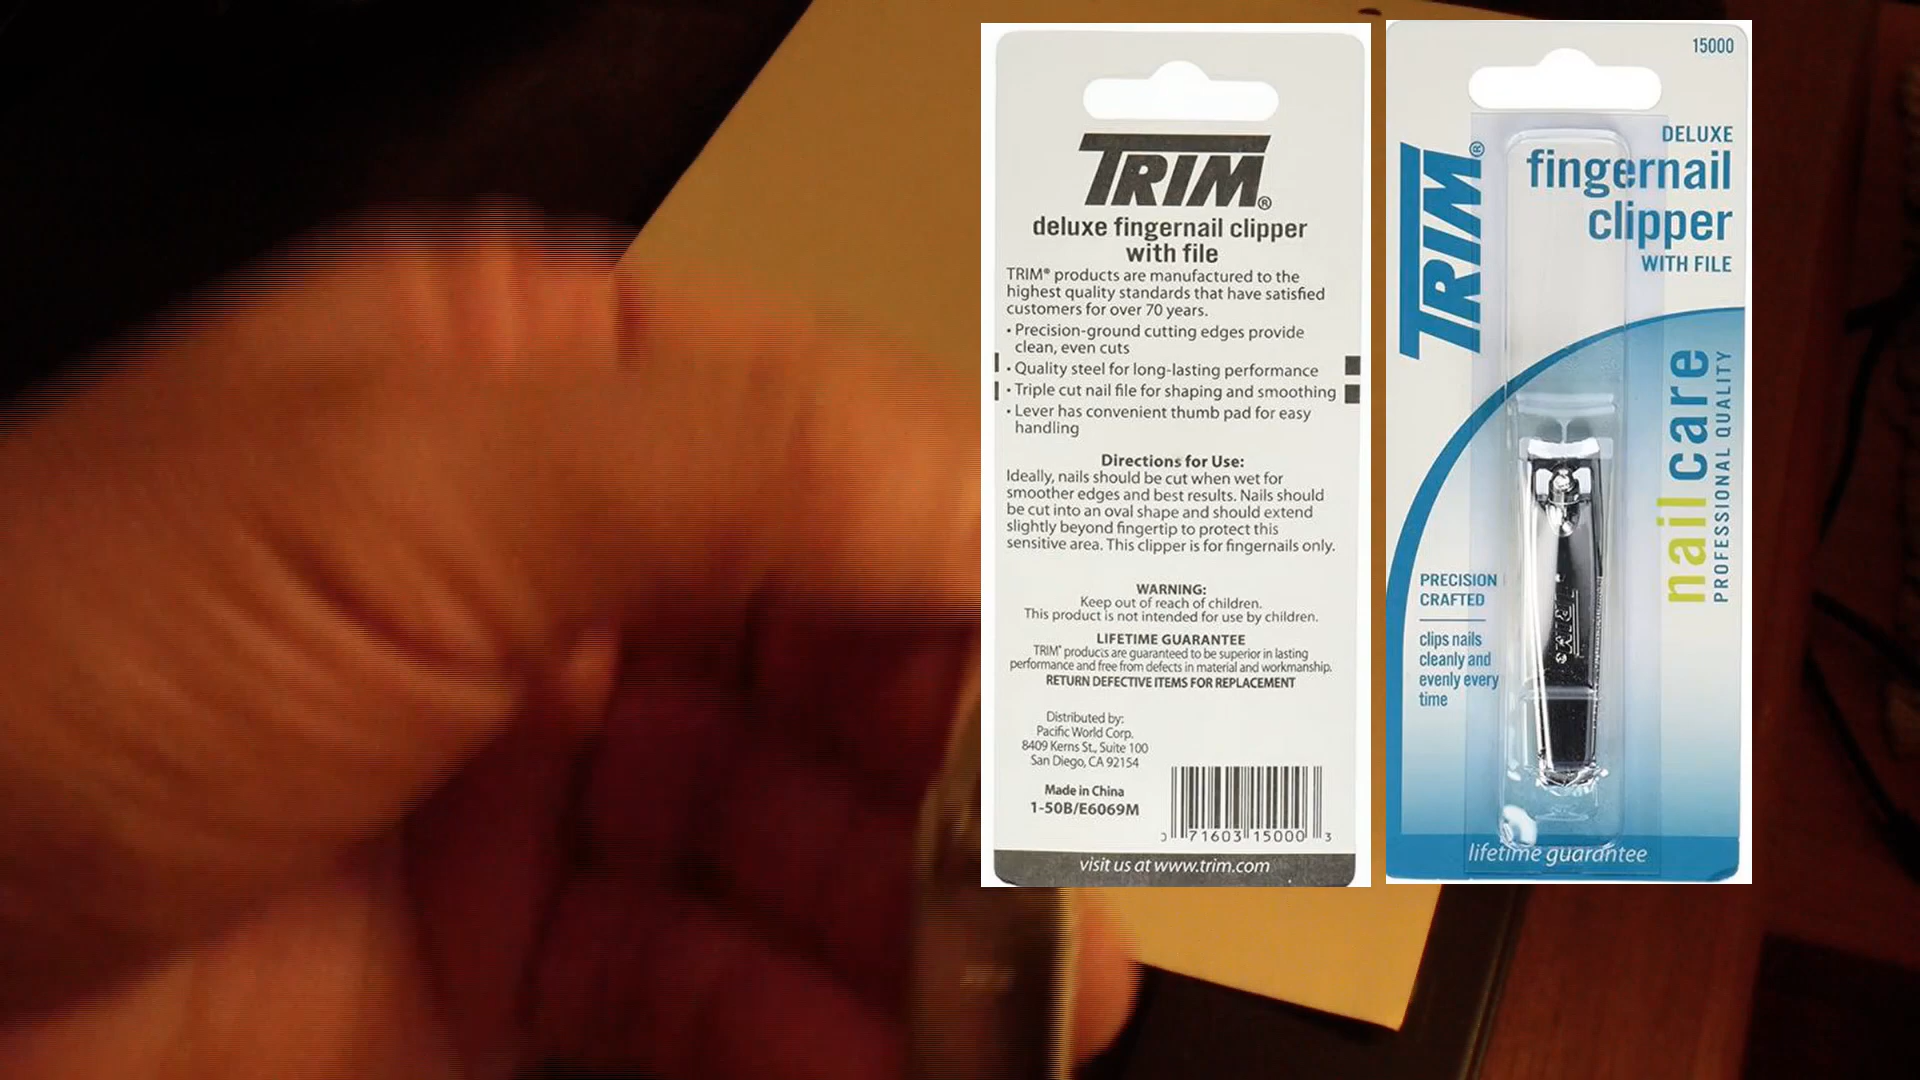 TRIM®
deluxe fingernail clipper
with file
TRIM® products are manufactured to the
highest quality standards that have satisfied
customers for over 70 years.
• Precision-ground cutting edges provide
clean, even cuts
• Quality steel for long-lasting performance
• Triple cut nail file for shaping and smoothing
• Lever has convenient thumb pad for easy
handling
Directions for Use:
Ideally, nails should be cut when wet for
smoother edges and best results. Nails should
be cut into an oval shape and should extend
slightly beyond fingertip to protect this
sensitive area. This clipper is for fingernails only.
WARNING:
Keep out of reach of children.
This product is not intended for use by children.
LIFETIME GUARANTEE
TRIM® products are guaranteed to be superior in lasting
performance and free from defects in material and workmanship.
RETURN DEFECTIVE ITEMS FOR REPLACEMENT
Distributed by:
Pacific World Corp.
8409 Kerns St., Suite 100
San Diego, CA 92154
Made in China
1-50B/E6069M
0 71603 15000 3
visit us at www.trim.com
15000
TRIM®
DELUXE
fingernail
clipper
WITH FILE
nail care
PROFESSIONAL QUALITY
TRIM®
PRECISION
CRAFTED
clips nails
cleanly and
evenly every
time
lifetime guarantee